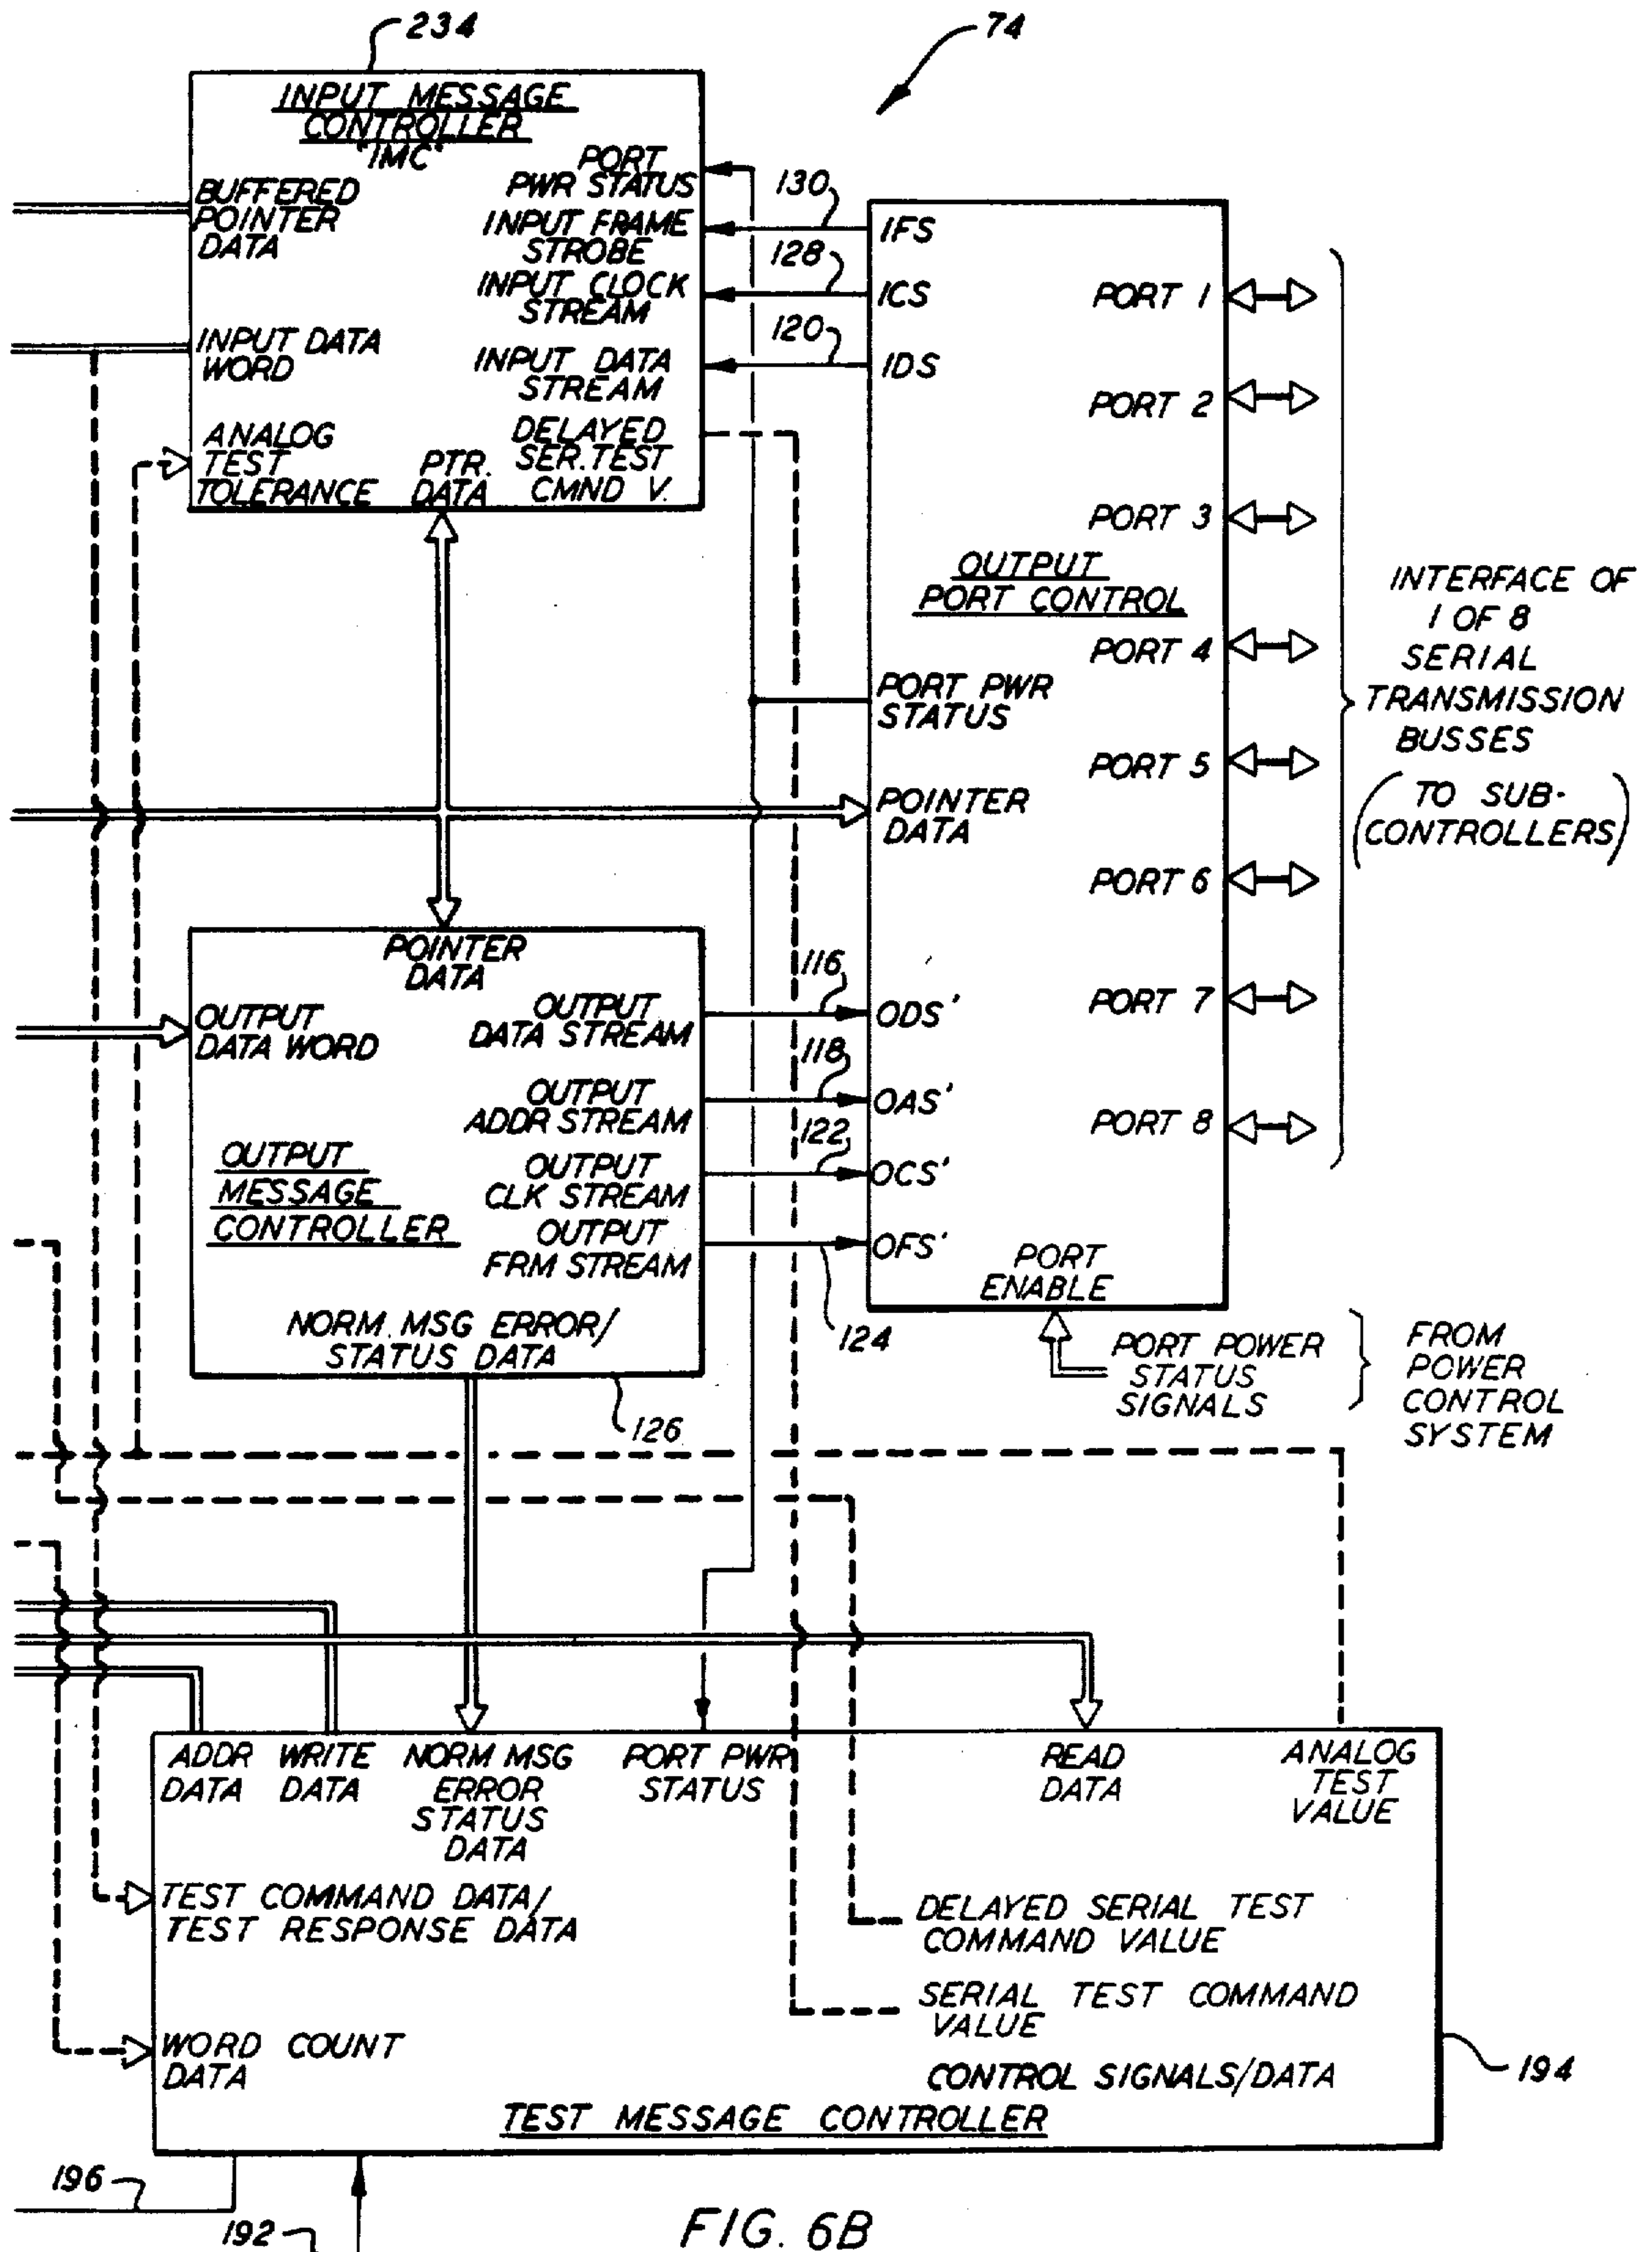 234
74
INPUT MESSAGE
CONTROLLER
"IMC"
BUFFERED
POINTER
DATA
INPUT DATA
WORD
ANALOG
TEST
TOLERANCE
PTR.
DATA
PORT
PWR STATUS
INPUT FRAME
STROBE
INPUT CLOCK
STREAM
INPUT DATA
STREAM
DELAYED
SER. TEST
CMND V.
130
128
120
IFS
ICS
IDS
OUTPUT
PORT CONTROL
PORT PWR
STATUS
POINTER
DATA
ODS'
OAS'
OCS'
OFS'
PORT
ENABLE
PORT 1
PORT 2
PORT 3
PORT 4
PORT 5
PORT 6
PORT 7
PORT 8
INTERFACE OF
1 OF 8
SERIAL
TRANSMISSION
BUSSES
(TO SUB-
CONTROLLERS)
POINTER
DATA
OUTPUT
DATA WORD
OUTPUT
DATA STREAM
OUTPUT
ADDR STREAM
OUTPUT
CLK STREAM
OUTPUT
FRM STREAM
OUTPUT
MESSAGE
CONTROLLER
NORM. MSG ERROR/
STATUS DATA
116
118
122
124
126
PORT POWER
STATUS
SIGNALS
FROM
POWER
CONTROL
SYSTEM
ADDR
DATA
WRITE
DATA
NORM MSG
ERROR
STATUS
DATA
PORT PWR
STATUS
READ
DATA
ANALOG
TEST
VALUE
TEST COMMAND DATA/
TEST RESPONSE DATA
DELAYED SERIAL TEST
COMMAND VALUE
SERIAL TEST COMMAND
VALUE
WORD COUNT
DATA
CONTROL SIGNALS/DATA
TEST MESSAGE CONTROLLER
194
196
192
FIG. 6B